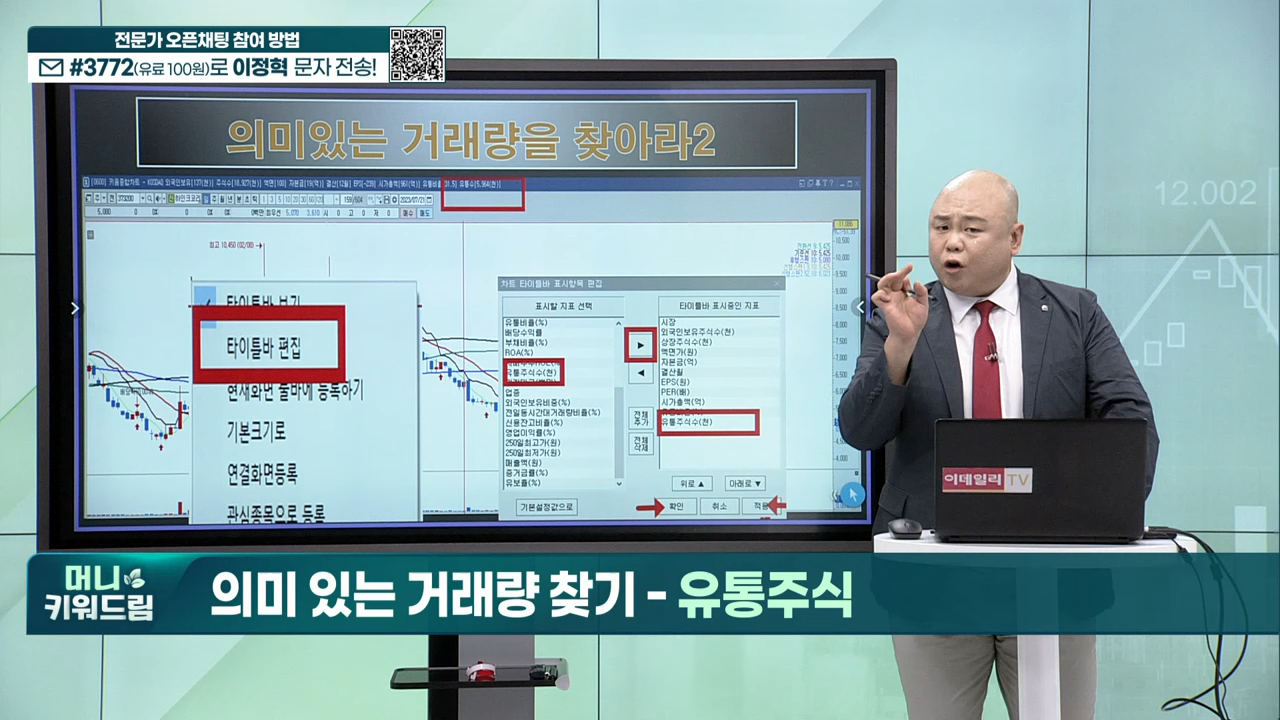 전문가 오픈채팅 참여 방법
#3772(유료 100원)로 이정혁 문자 전송!
의미있는 거래량을 찾아라2
12.002
최고 10,450 (02/08)
타이틀바 보기
타이틀바 편집
연새화면 둘바에 등록하기
기본크기로
연결화면등록
관심종목으로 등록
차트 타이틀바 표시항목 편집
표시할 지표 선택
유통비율(%)
배당수익률
부채비율(%)
ROA(%)
유통주식수(천)
업종
외국인보유비중(%)
전일동시간대거래량비율(%)
신용잔고비율(%)
영업이익률(%)
250일최고가(원)
250일최저가(원)
매출액(원)
증거금률(%)
유보율(%)
기본설정값으로
▶
◀
전체추가
전체삭제
타이틀바 표시중인 지표
시장
외국인보유주식수(천)
상장주식수(천)
액면가(원)
자본금(억)
결산월
EPS(원)
PER(배)
시가총액(억)
유통주식수(천)
위로 ▲
아래로 ▼
확인
취소
적용
이데일리 TV
머니
키워드림
의미 있는 거래량 찾기 - 유통주식